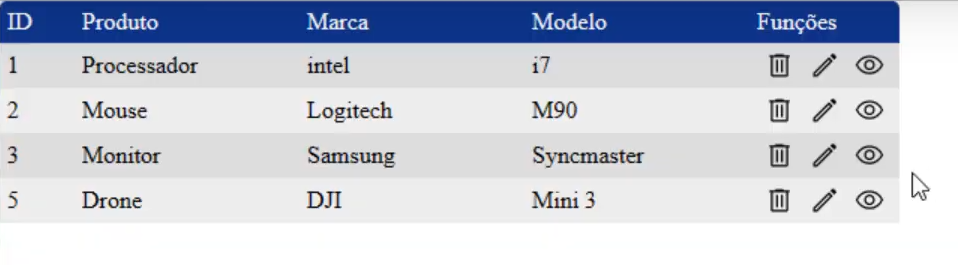 ID Produto Marca Modelo Funções
1 Processador intel i7
2 Mouse Logitech M90
3 Monitor Samsung Syncmaster
5 Drone DJI Mini 3